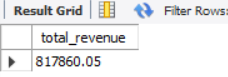 Result Grid Filter Rows:
total_revenue
817860.05